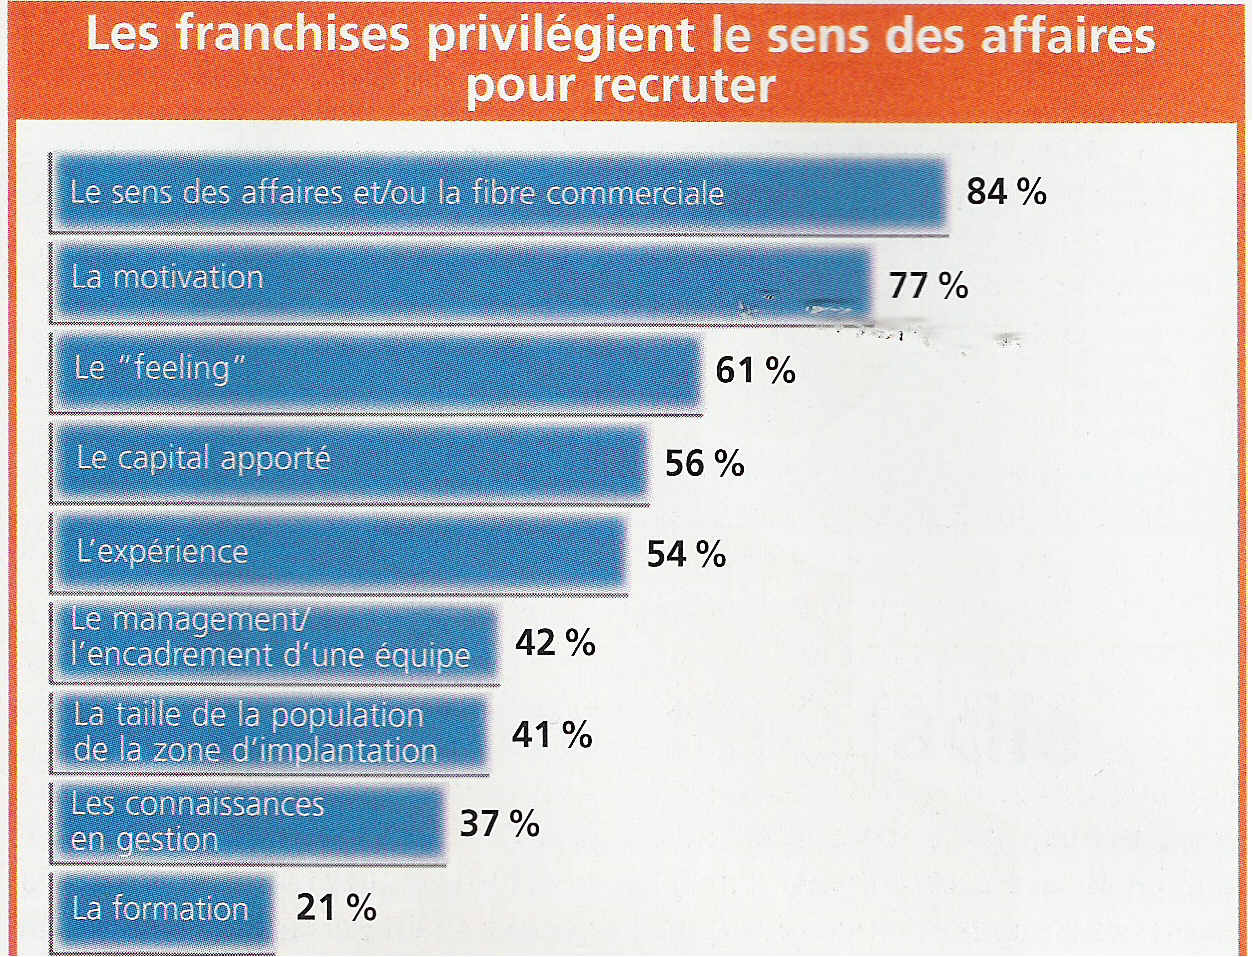 Les franchises privilégient le sens des affaires
pour recruter
Le sens des affaires et/ou la fibre commerciale
84 %
La motivation
77 %
Le "feeling"
61 %
Le capital apporté
56 %
L'expérience
54 %
Le management/
l'encadrement d'une équipe
42 %
La taille de la population
de la zone d'implantation
41 %
Les connaissances
en gestion
37 %
La formation
21 %